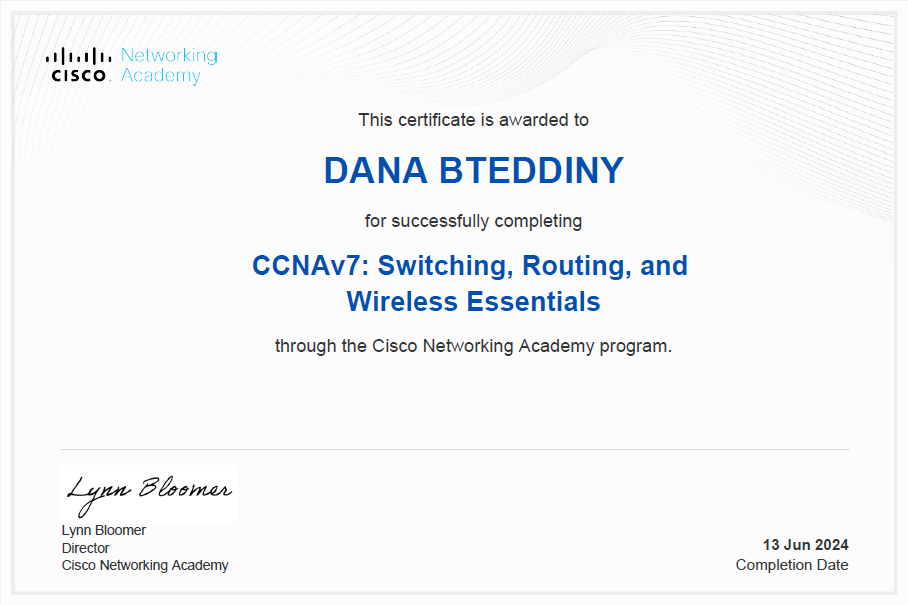 CISCO
Networking
Academy
This certificate is awarded to
DANA BTEDDINY
for successfully completing
CCNAv7: Switching, Routing, and
Wireless Essentials
through the Cisco Networking Academy program.
Lynn Bloomer
Lynn Bloomer
Director
Cisco Networking Academy
13 Jun 2024
Completion Date